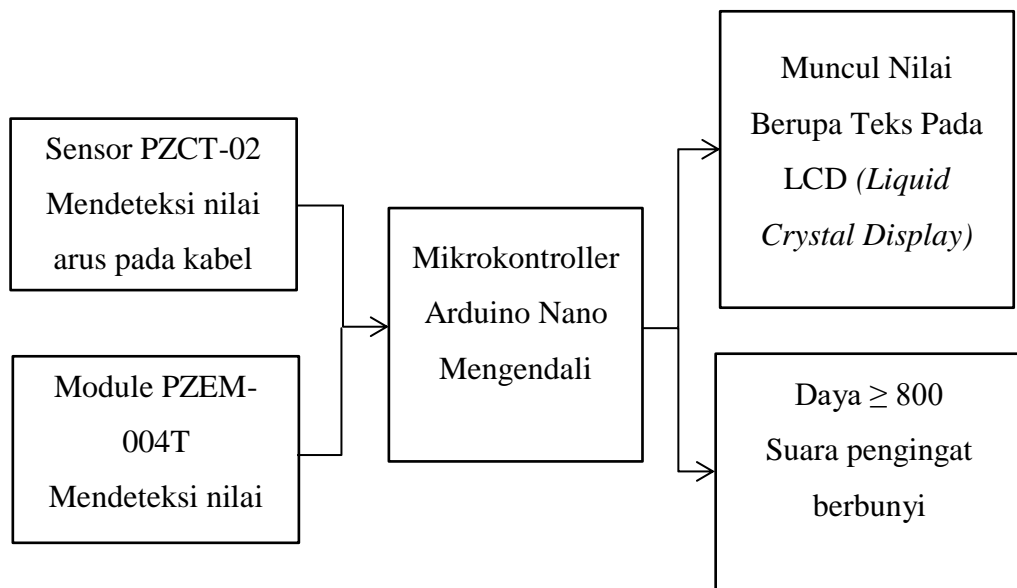 Sensor PZCT-02
Mendeteksi nilai
arus pada kabel
Module PZEM-
004T
Mendeteksi nilai
Mikrokontroller
Arduino Nano
Mengendali
Muncul Nilai
Berupa Teks Pada
LCD (Liquid
Crystal Display)
Daya ≥ 800
Suara pengingat
berbunyi